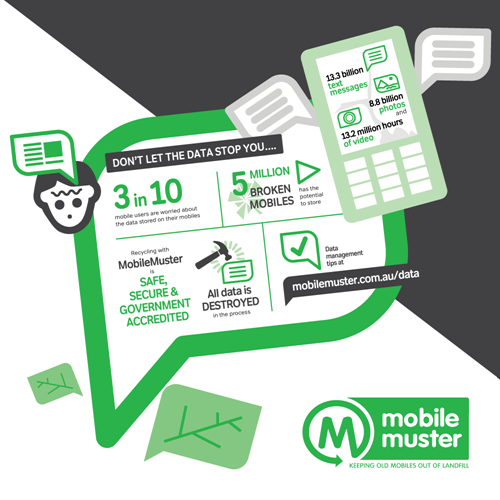 13.3 billion
text
messages
8.8 billion
photos
and
13.2 million hours
of video
DON'T LET THE DATA STOP YOU....
3 in 10
mobile users are worried about
the data stored on their mobiles
5 MILLION
BROKEN
MOBILES
has the
potential
to store
Recycling with
MobileMuster
is
SAFE,
SECURE &
GOVERNMENT
ACCREDITED
All data is
DESTROYED
in the process
Data
management
tips at
mobilemuster.com.au/data
M
mobile
muster
KEEPING OLD MOBILES OUT OF LANDFILL